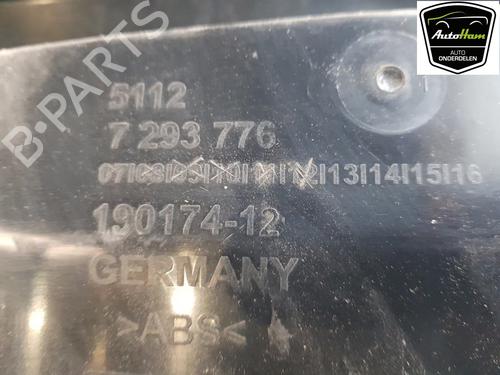 5112
7 293 776
07I08I09I10I11I12I13I14I15I16
190174-12
GERMANY
>ABS<
B-PARTS
AutoHam
AUTO
ONDERDELEN